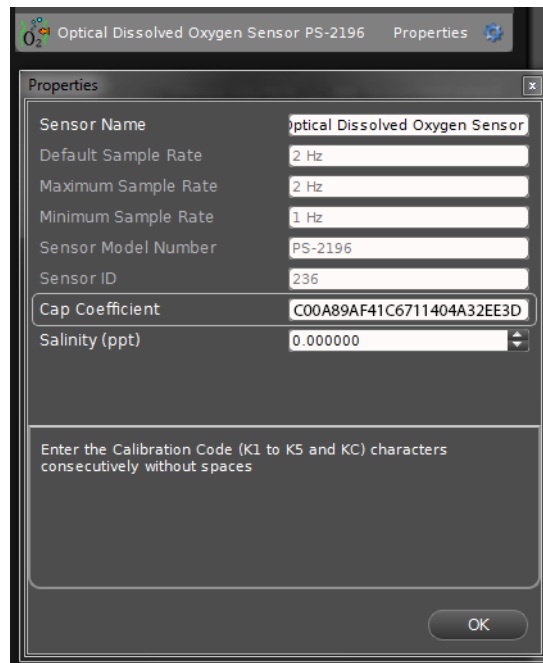 O2 Optical Dissolved Oxygen Sensor PS-2196 Properties
Properties x
Sensor Name ptical Dissolved Oxygen Sensor
Default Sample Rate 2 Hz
Maximum Sample Rate 2 Hz
Minimum Sample Rate 1 Hz
Sensor Model Number PS-2196
Sensor ID 236
Cap Coefficient C00A89AF41C6711404A32EE3D
Salinity (ppt) 0.000000
Enter the Calibration Code (K1 to K5 and KC) characters
consecutively without spaces
OK